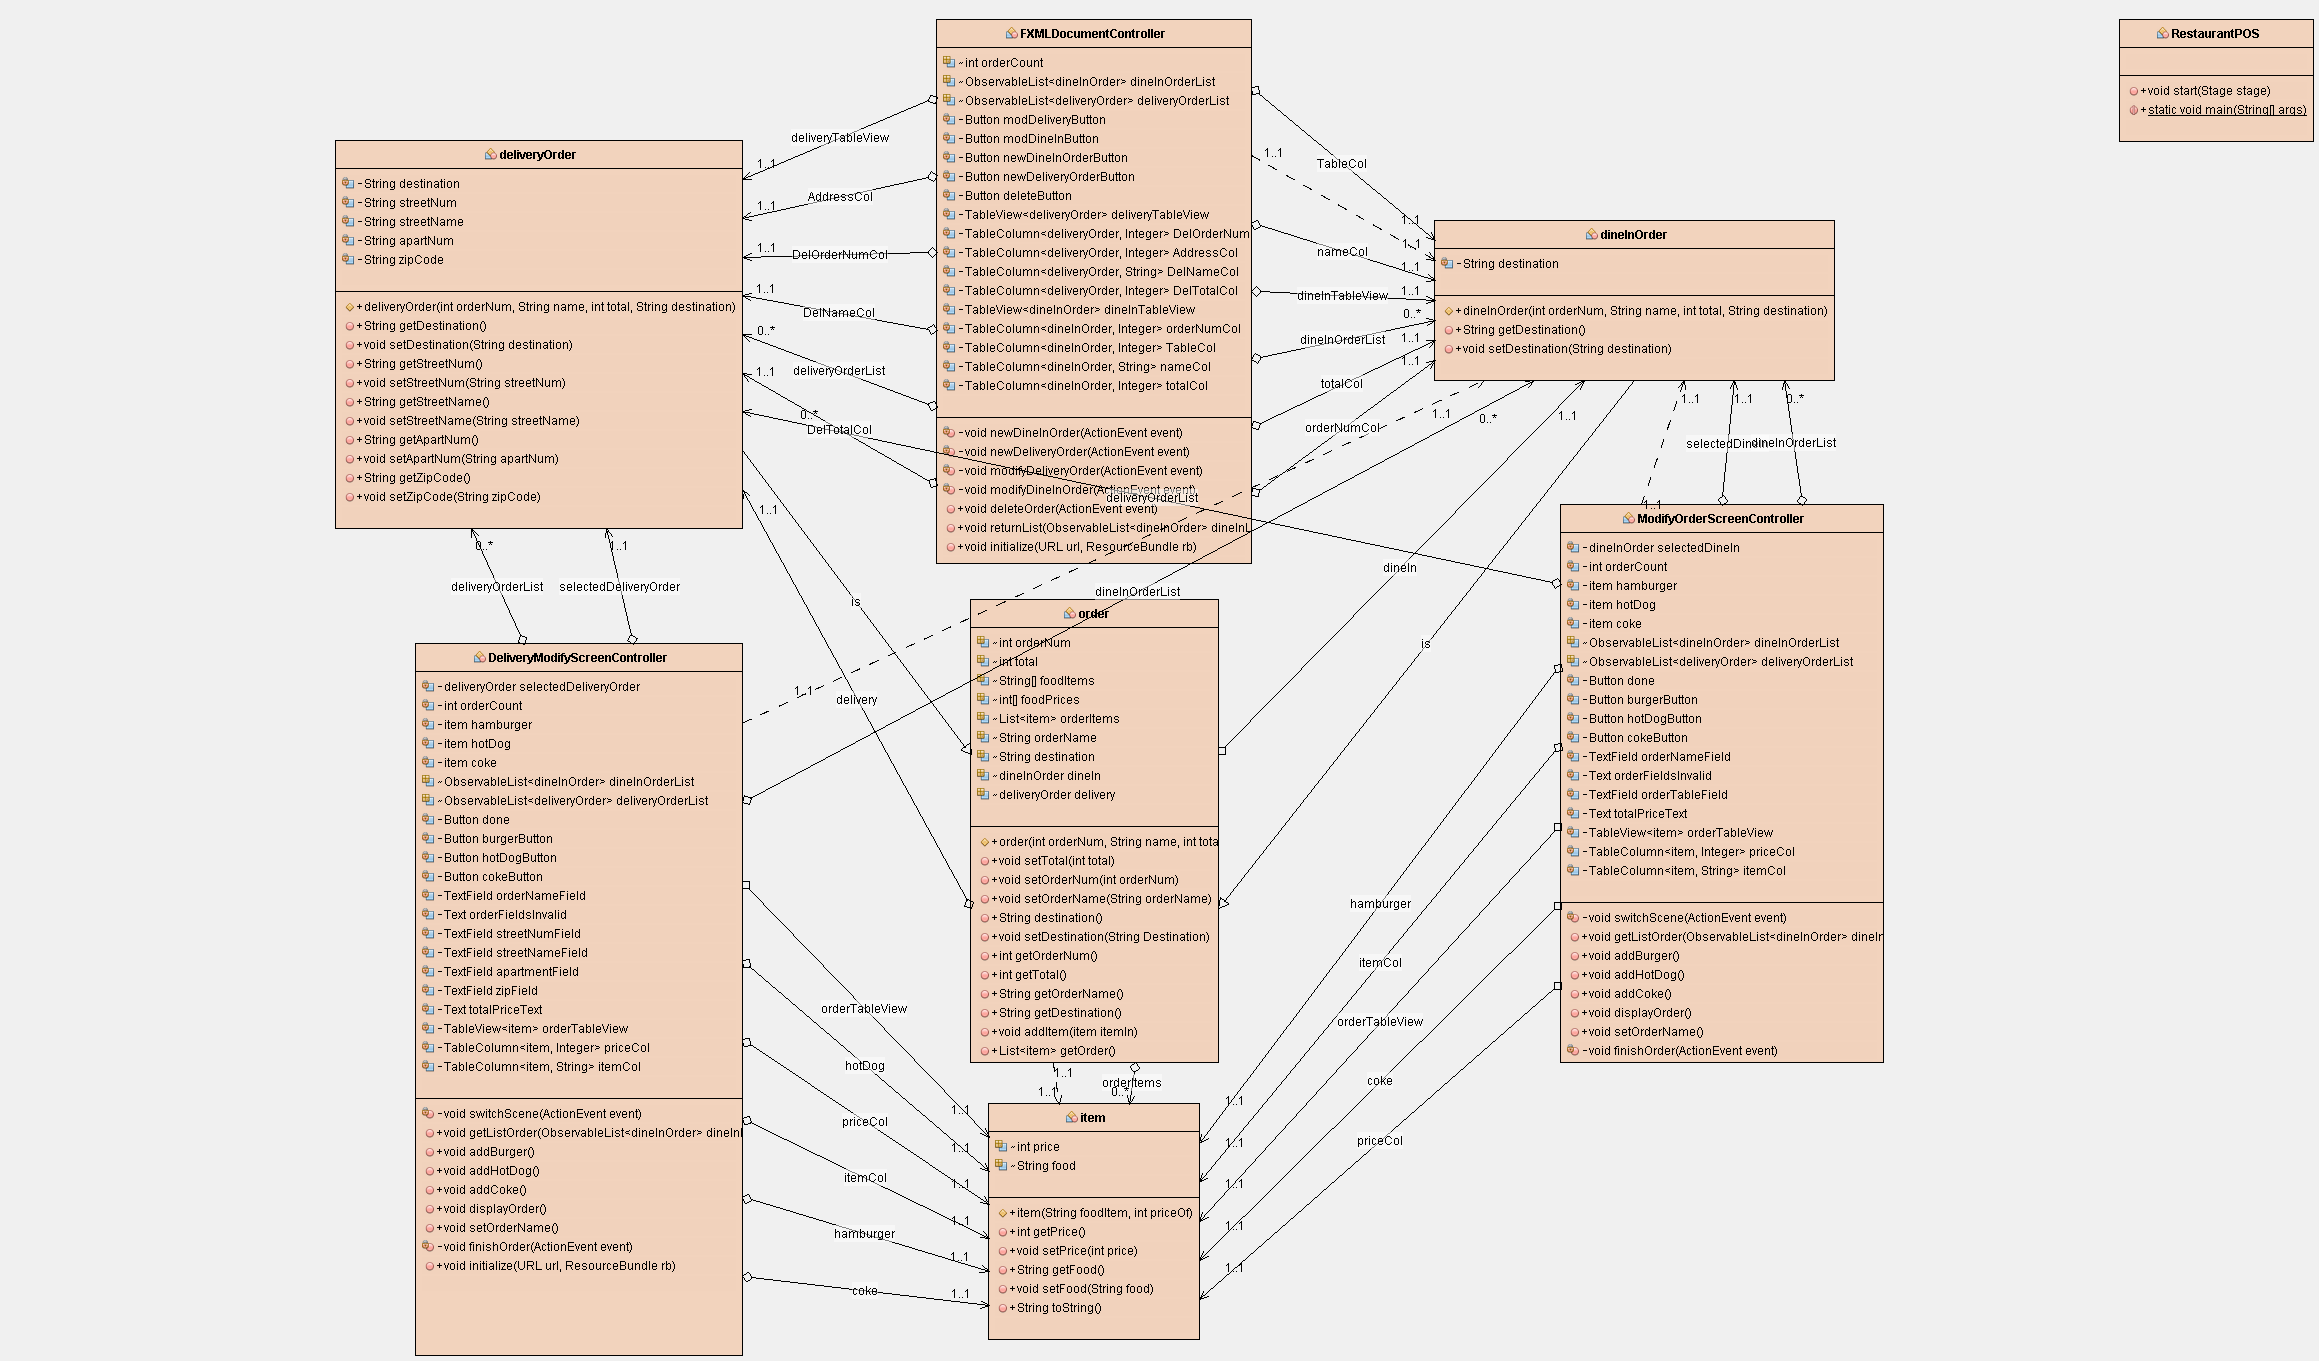 FXMLDocumentController
~int orderCount
~ObservableList<dineInOrder> dineInOrderList
~ObservableList<deliveryOrder> deliveryOrderList
-Button modDeliveryButton
-Button modDineInButton
-Button newDineInOrderButton
-Button newDeliveryOrderButton
-Button deleteButton
-TableView<deliveryOrder> deliveryTableView
-TableColumn<deliveryOrder, Integer> DelOrderNum
-TableColumn<deliveryOrder, Integer> AddressCol
-TableColumn<deliveryOrder, String> DelNameCol
-TableColumn<deliveryOrder, Integer> DelTotalCol
-TableView<dineInOrder> dineInTableView
-TableColumn<dineInOrder, Integer> orderNumCol
-TableColumn<dineInOrder, Integer> TableCol
-TableColumn<dineInOrder, String> nameCol
-TableColumn<dineInOrder, Integer> totalCol
-void newDineInOrder(ActionEvent event)
-void newDeliveryOrder(ActionEvent event)
-void modifyDeliveryOrder(ActionEvent event)
-void modifyDineInOrder(ActionEvent event)
+void deleteOrder(ActionEvent event)
+void returnList(ObservableList<dineInOrder> dineInL
+void initialize(URL url, ResourceBundle rb)
RestaurantPOS
+void start(Stage stage)
+static void main(String[] args)
deliveryOrder
-String destination
-String streetNum
-String streetName
-String apartNum
-String zipCode
+deliveryOrder(int orderNum, String name, int total, String destination)
+String getDestination()
+void setDestination(String destination)
+String getStreetNum()
+void setStreetNum(String streetNum)
+String getStreetName()
+void setStreetName(String streetName)
+String getApartNum()
+void setApartNum(String apartNum)
+String getZipCode()
+void setZipCode(String zipCode)
deliveryTableView
1..1
AddressCol
1..1
1..1
DelOrderNumCol
1..1
DelNameCol
0..*
deliveryOrderList
1..1
0..*
DelTotalCol
deliveryOrderList
1..1
TableCol
1..1
1..1
1..1
nameCol
1..1
dineInTableView
1..1
0..*
dineInOrderList
1..1
1..1
totalCol
orderNumCol
dineInOrder
-String destination
+dineInOrder(int orderNum, String name, int total, String destination)
+String getDestination()
+void setDestination(String destination)
1..1
0..*
1..1
1..1
1..1
0..*
selectedDineIn
dineInOrderList
1..1
1..1
0..*
1..1
deliveryOrderList
selectedDeliveryOrder
is
dineIn
dineInOrderList
is
1..1
delivery
DeliveryModifyScreenController
-deliveryOrder selectedDeliveryOrder
-int orderCount
-item hamburger
-item hotDog
-item coke
~ObservableList<dineInOrder> dineInOrderList
~ObservableList<deliveryOrder> deliveryOrderList
-Button done
-Button burgerButton
-Button hotDogButton
-Button cokeButton
-TextField orderNameField
-Text orderFieldsInvalid
-TextField streetNumField
-TextField streetNameField
-TextField apartmentField
-TextField zipField
-Text totalPriceText
-TableView<item> orderTableView
-TableColumn<item, Integer> priceCol
-TableColumn<item, String> itemCol
-void switchScene(ActionEvent event)
+void getListOrder(ObservableList<dineInOrder> dineInl
+void addBurger()
+void addHotDog()
+void addCoke()
+void displayOrder()
+void setOrderName()
-void finishOrder(ActionEvent event)
+void initialize(URL url, ResourceBundle rb)
order
~int orderNum
~int total
~String[] foodItems
~int[] foodPrices
~List<item> orderItems
~String orderName
~String destination
~dineInOrder dineIn
~deliveryOrder delivery
+order(int orderNum, String name, int tota
+void setTotal(int total)
+void setOrderNum(int orderNum)
+void setOrderName(String orderName)
+String destination()
+void setDestination(String Destination)
+int getOrderNum()
+int getTotal()
+String getOrderName()
+String getDestination()
+void addItem(item itemIn)
+List<item> getOrder()
ModifyOrderScreenController
-dineInOrder selectedDineIn
-int orderCount
-item hamburger
-item hotDog
-item coke
~ObservableList<dineInOrder> dineInOrderList
~ObservableList<deliveryOrder> deliveryOrderList
-Button done
-Button burgerButton
-Button hotDogButton
-Button cokeButton
-TextField orderNameField
-Text orderFieldsInvalid
-TextField orderTableField
-Text totalPriceText
-TableView<item> orderTableView
-TableColumn<item, Integer> priceCol
-TableColumn<item, String> itemCol
-void switchScene(ActionEvent event)
+void getListOrder(ObservableList<dineInOrder> dineIr
+void addBurger()
+void addHotDog()
+void addCoke()
+void displayOrder()
+void setOrderName()
-void finishOrder(ActionEvent event)
1..1
1..1
orderItems
0..*
item
~int price
~String food
+item(String foodItem, int priceOf)
+int getPrice()
+void setPrice(int price)
+String getFood()
+void setFood(String food)
+String toString()
orderTableView
1..1
hotDog
1..1
priceCol
1..1
itemCol
1..1
hamburger
1..1
coke
1..1
hamburger
1..1
itemCol
1..1
orderTableView
1..1
coke
1..1
priceCol
1..1